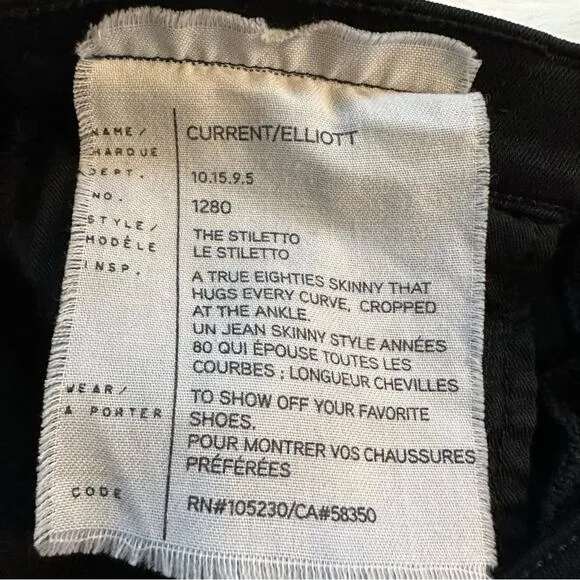 NAME/ CURRENT/ELLIOTT
MARQUE
DEPT. 10.15.9.5
NO. 1280
STYLE/ THE STILETTO
MODÈLE LE STILETTO
INSP. A TRUE EIGHTIES SKINNY THAT
HUGS EVERY CURVE, CROPPED
AT THE ANKLE.
UN JEAN SKINNY STYLE ANNÉES
80 QUI ÉPOUSE TOUTES LES
COURBES ; LONGUEUR CHEVILLES
WEAR/ TO SHOW OFF YOUR FAVORITE
À PORTER SHOES.
POUR MONTRER VOS CHAUSSURES
PRÉFÉRÉES
CODE RN#105230/CA#58350